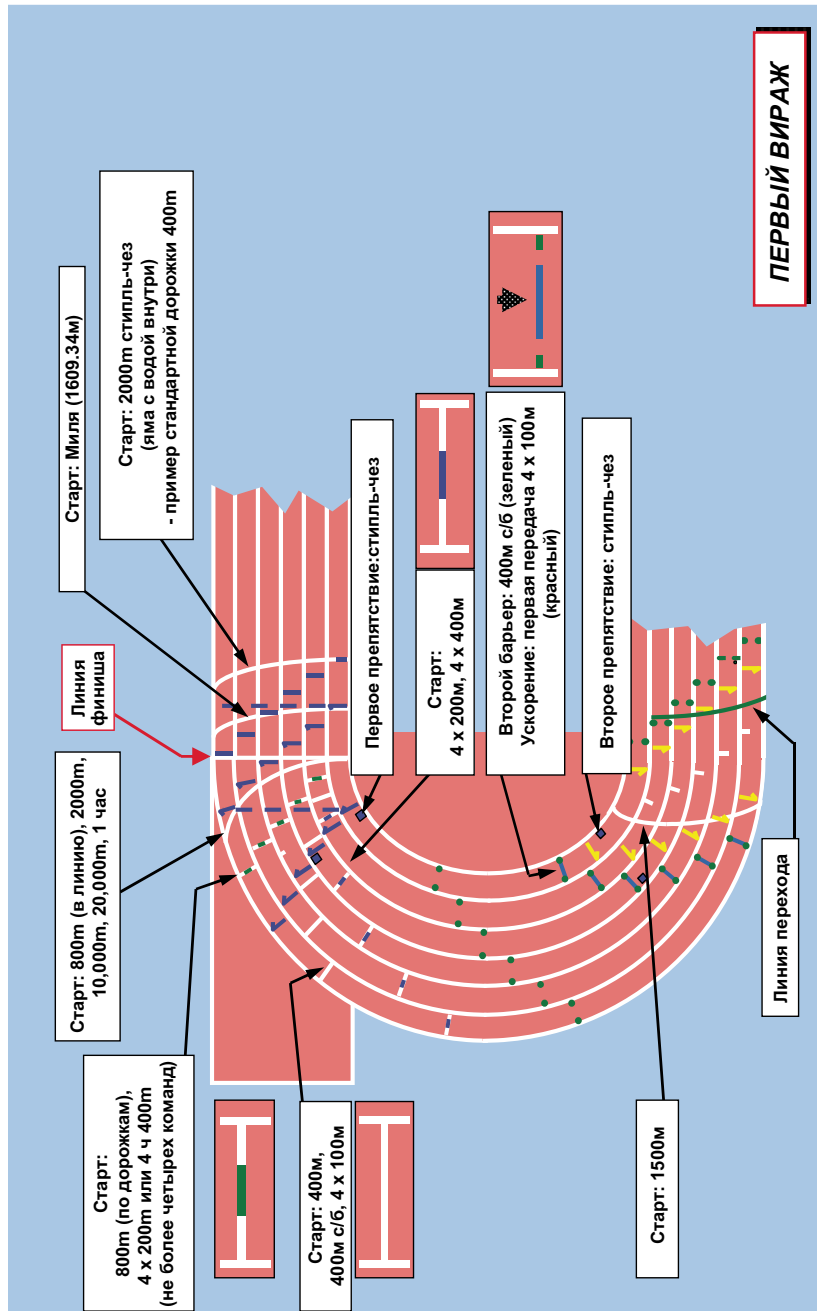 Старт: 2000m стипль-чез
(яма с водой внутри)
- пример стандартной дорожки 400m
Старт: Миля (1609.34м)
Линия
финиша
Старт: 800m (в линию), 2000m,
10,000m, 20,000m, 1 час
Старт:
800m (по дорожкам),
4 x 200m или 4 ч 400m
(не более четырех команд)
Старт: 400м,
400м с/б, 4 x 100м
Первое препятствие:стипль-чез
Старт:
4 x 200м, 4 x 400м
Второй барьер: 400м с/б (зеленый)
Ускорение: первая передача 4 x 100м
(красный)
Второе препятствие: стипль-чез
Старт: 1500м
Линия перехода
ПЕРВЫЙ ВИРАЖ